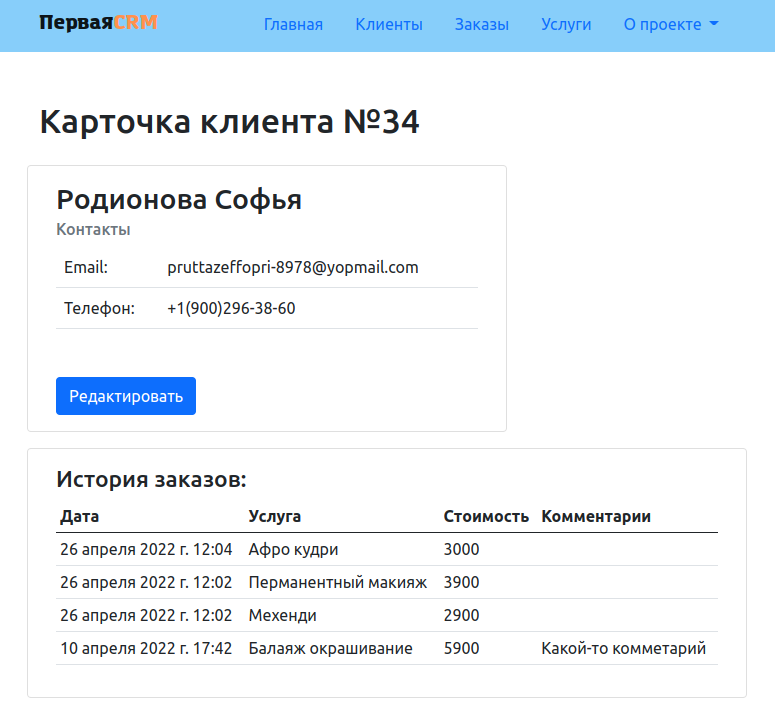 ПерваяCRM Главная Клиенты Заказы Услуги О проекте
Карточка клиента №34
Родионова Софья
Контакты
Email: pruttazeffopri-8978@yopmail.com
Телефон: +1(900)296-38-60
Редактировать
История заказов:
Дата Услуга Стоимость Комментарии
26 апреля 2022 г. 12:04 Афро кудри 3000
26 апреля 2022 г. 12:02 Перманентный макияж 3900
26 апреля 2022 г. 12:02 Мехенди 2900
10 апреля 2022 г. 17:42 Балаяж окрашивание 5900 Какой-то комметарий